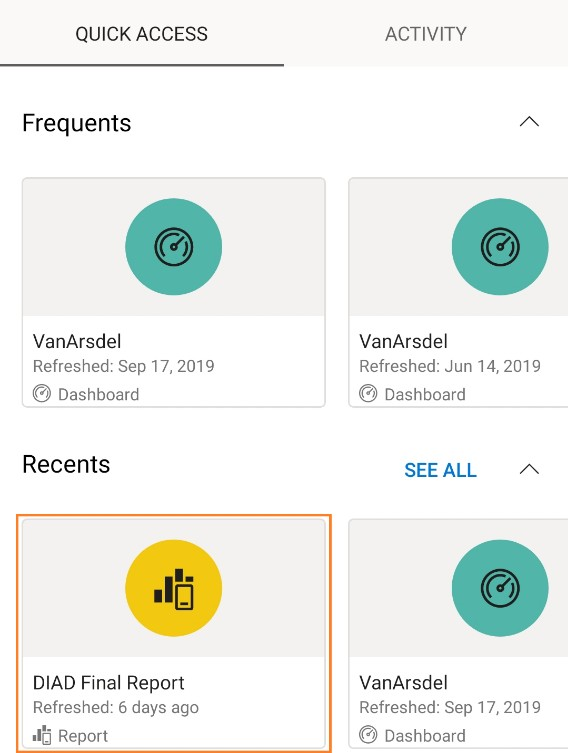 QUICK ACCESS ACTIVITY
Frequents
VanArsdel VanArsdel
Refreshed: Sep 17, 2019 Refreshed: Jun 14, 2019
Dashboard Dashboard
Recents SEE ALL
DIAD Final Report VanArsdel
Refreshed: 6 days ago Refreshed: Sep 17, 2019
Report Dashboard